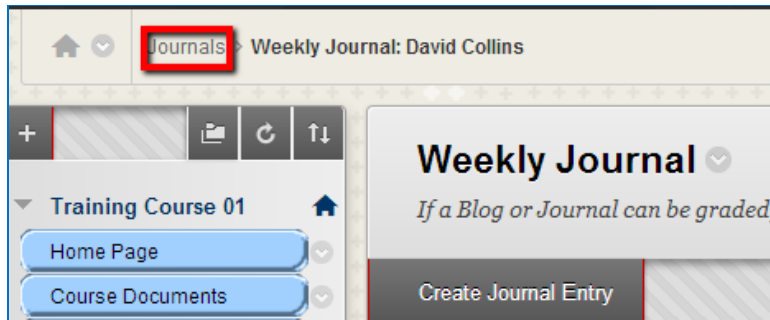 Journals > Weekly Journal: David Collins
Weekly Journal
If a Blog or Journal can be graded,
Training Course 01
Home Page
Course Documents
Create Journal Entry